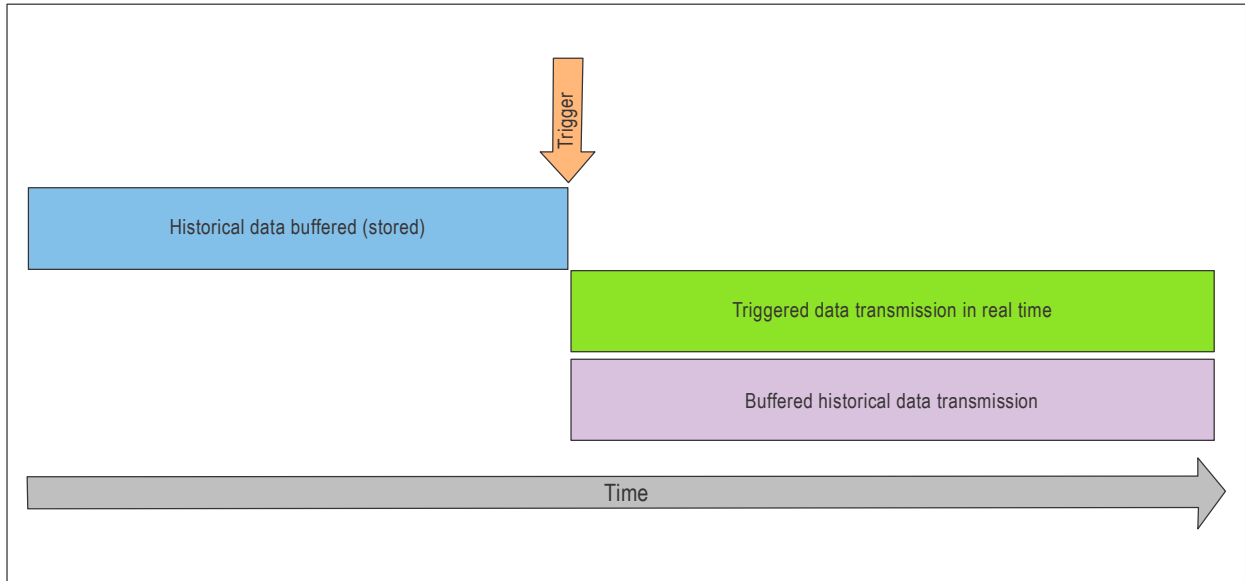 Trigger
Historical data buffered (stored)
Triggered data transmission in real time
Buffered historical data transmission
Time